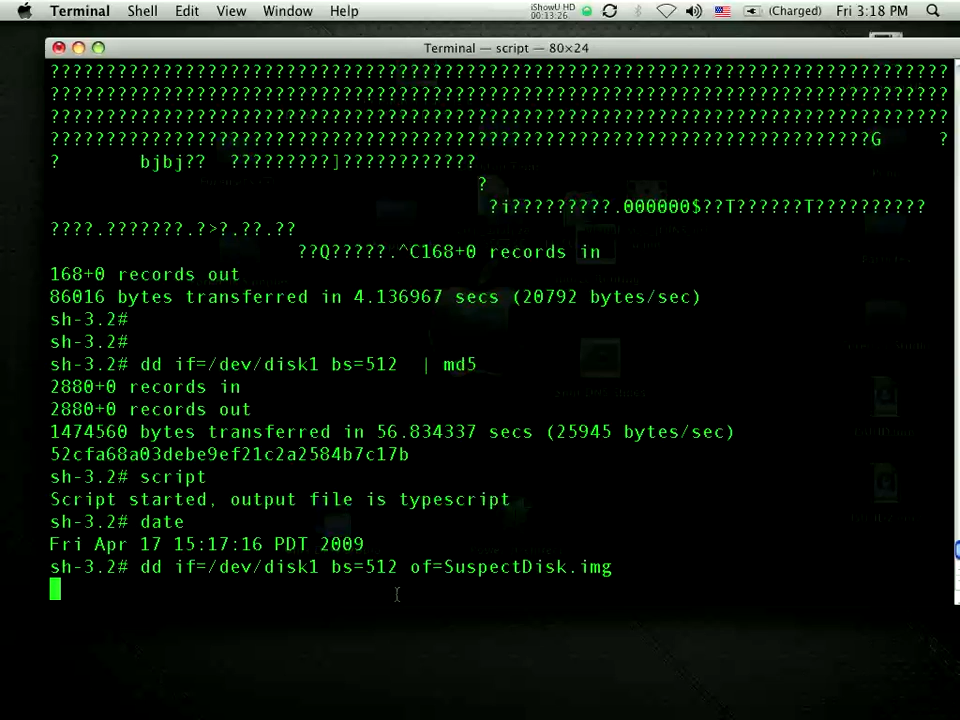 Terminal Shell Edit View Window Help iShowU HD 00:13:26 (Charged) Fri 3:18 PM
Terminal — script — 80×24
????????????????????????????????????????????????????????????????????????????????
????????????????????????????????????????????????????????????????????????????????
????????????????????????????????????????????????????????????????????????????????
?????????????????????????????????????????????????????????????????????????G ?
? bjbj?? ?????????]????????????
?
?i?????????.000000$??T??????T??????????
????.???????.?>?.??.??
??Q?????.^C168+0 records in
168+0 records out
86016 bytes transferred in 4.136967 secs (20792 bytes/sec)
sh-3.2#
sh-3.2#
sh-3.2# dd if=/dev/disk1 bs=512 | md5
2880+0 records in
2880+0 records out
1474560 bytes transferred in 56.834337 secs (25945 bytes/sec)
52cfa68a03debe9ef21c2a2584b7c17b
sh-3.2# script
Script started, output file is typescript
sh-3.2# date
Fri Apr 17 15:17:16 PDT 2009
sh-3.2# dd if=/dev/disk1 bs=512 of=SuspectDisk.img